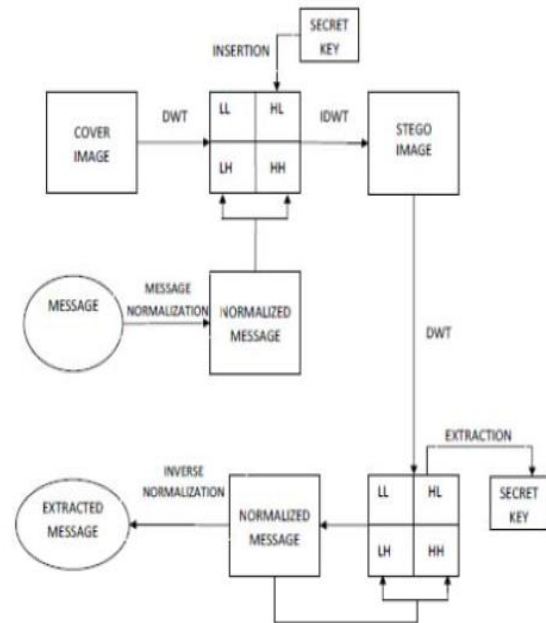 SECRET
KEY
INSERTION
COVER
IMAGE
DWT
LL HL
LH HH
IDWT
STEGO
IMAGE
MESSAGE
MESSAGE
NORMALIZATION
NORMALIZED
MESSAGE
DWT
EXTRACTION
SECRET
KEY
LL HL
LH HH
NORMALIZED
MESSAGE
INVERSE
NORMALIZATION
EXTRACTED
MESSAGE